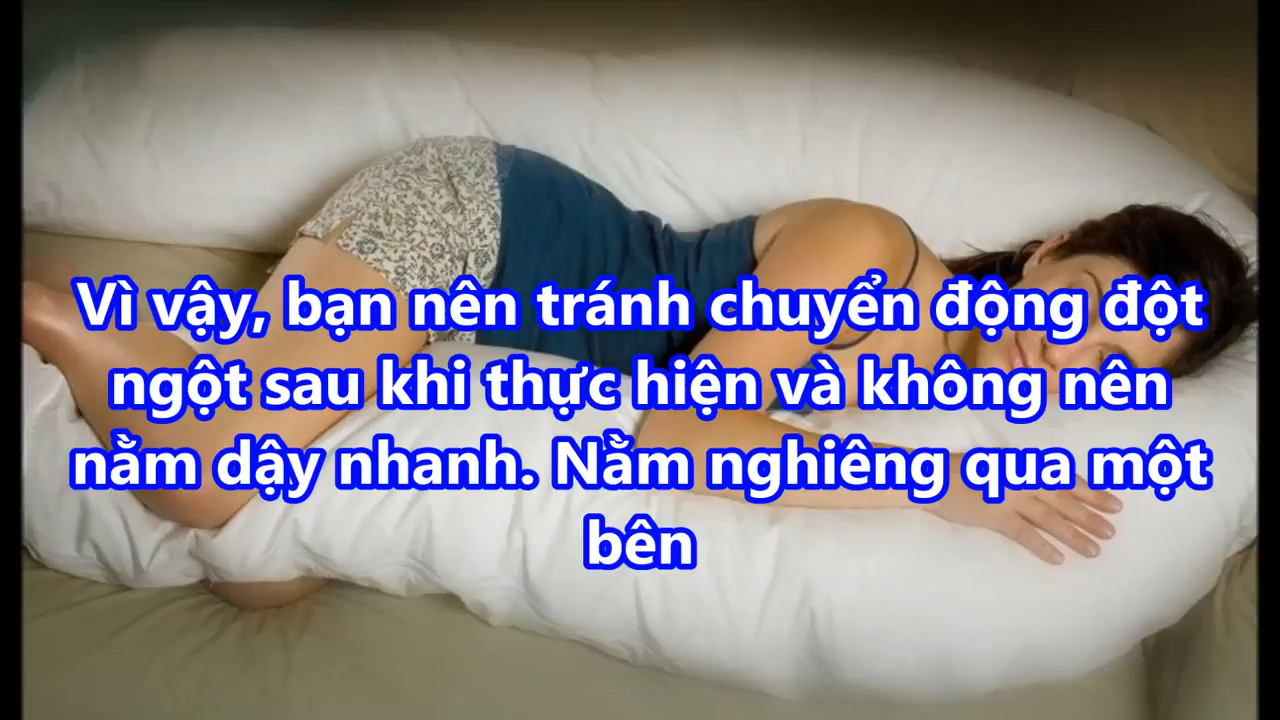 Vì vậy, bạn nên tránh chuyển động đột
ngột sau khi thực hiện và không nên
nằm dậy nhanh. Nằm nghiêng qua một
bên